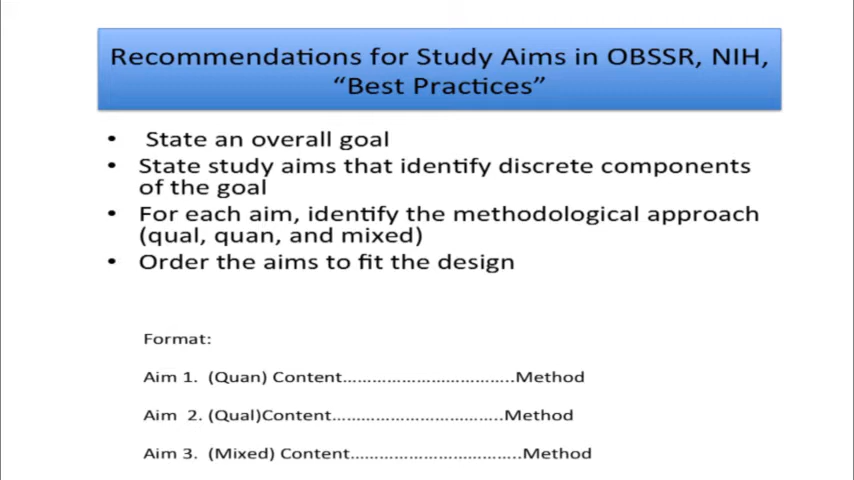 Recommendations for Study Aims in OBSSR, NIH,
“Best Practices”
• State an overall goal
• State study aims that identify discrete components
of the goal
• For each aim, identify the methodological approach
(qual, quan, and mixed)
• Order the aims to fit the design
Format:
Aim 1. (Quan) Content……………………………..Method
Aim 2. (Qual)Content……………………………..Method
Aim 3. (Mixed) Content……………………………..Method